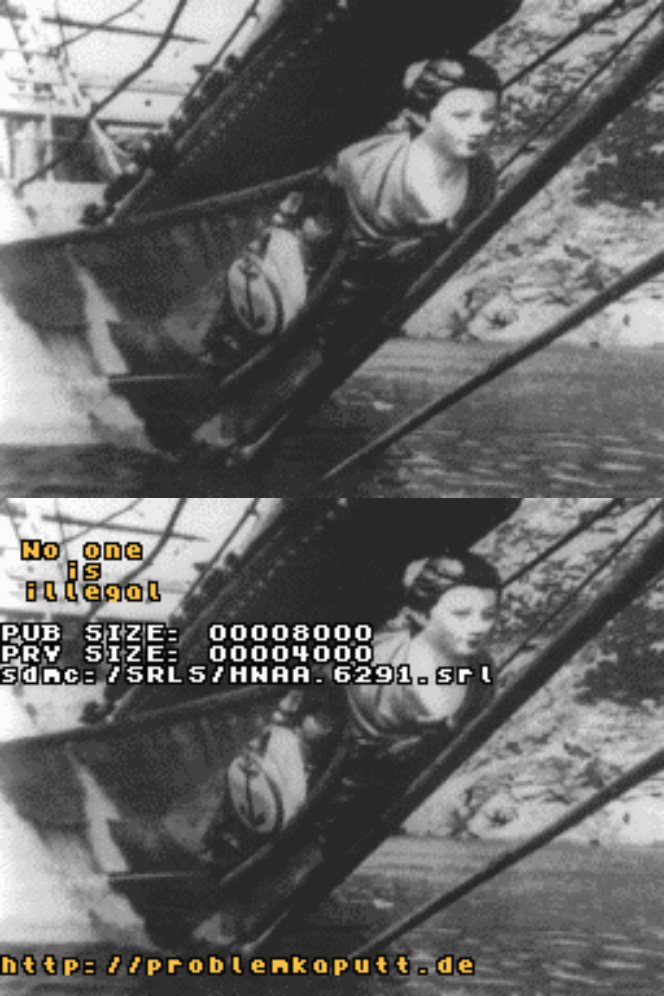 No one
is
illegal
PUB SIZE: 00008000
PRV SIZE: 00004000
sdmc:/SRLS/HNAA.6291.srl
http://problemkaputt.de